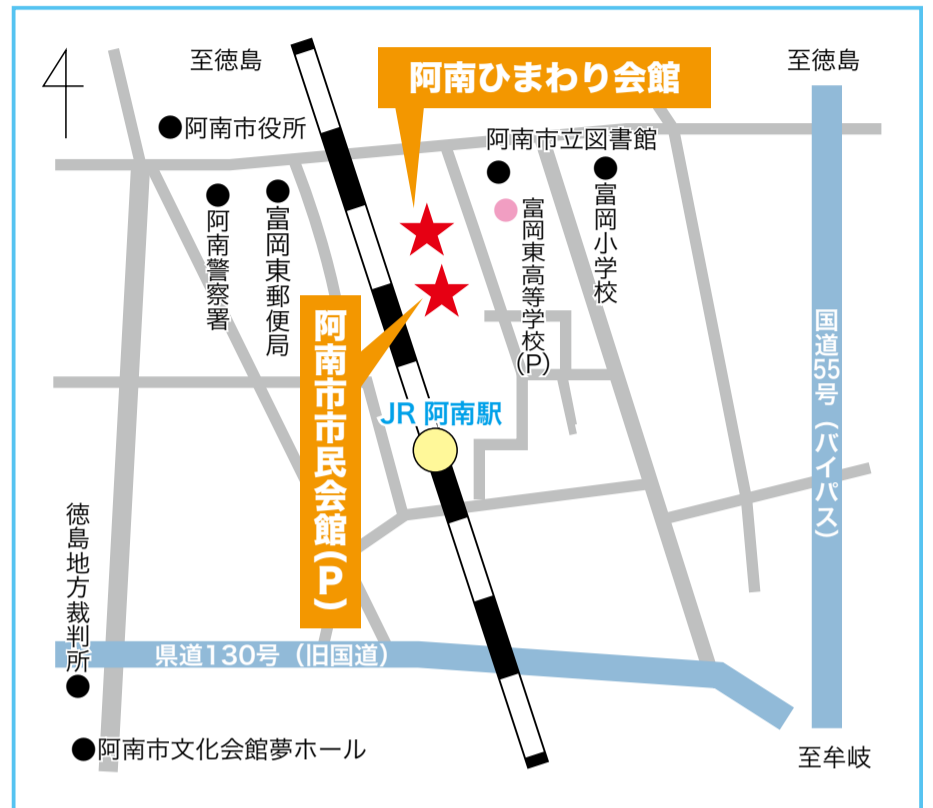 至徳島
阿南ひまわり会館
至徳島
阿南市役所
阿南市立図書館
阿南警察署
富岡東郵便局
富岡東高等学校(P)
富岡小学校
阿南市市民会館(P)
JR 阿南駅
国道55号（バイパス）
徳島地方裁判所
県道130号（旧国道）
阿南市文化会館夢ホール
至牟岐